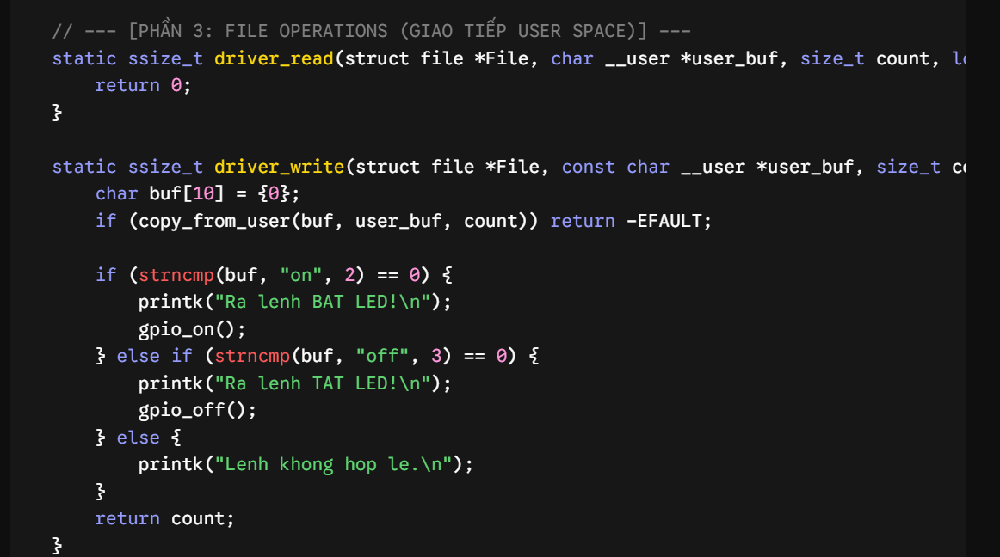 // --- [PHẦN 3: FILE OPERATIONS (GIAO TIẾP USER SPACE)] ---
static ssize_t driver_read(struct file *File, char __user *user_buf, size_t count, 
    return 0;
}

static ssize_t driver_write(struct file *File, const char __user *user_buf, size_t 
    char buf[10] = {0};
    if (copy_from_user(buf, user_buf, count)) return -EFAULT;

    if (strncmp(buf, "on", 2) == 0) {
        printk("Ra lenh BAT LED!\n");
        gpio_on();
    } else if (strncmp(buf, "off", 3) == 0) {
        printk("Ra lenh TAT LED!\n");
        gpio_off();
    } else {
        printk("Lenh khong hop le.\n");
    }
    return count;
}